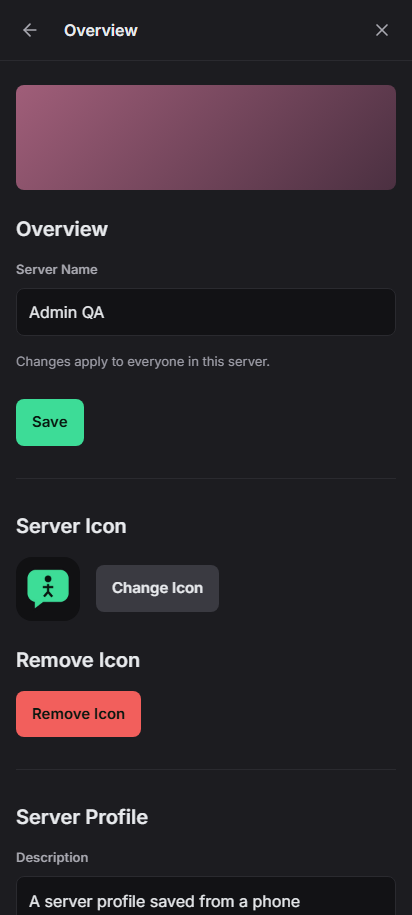 Overview
Overview
Server Name
Admin QA
Changes apply to everyone in this server.
Save
Server Icon
Change Icon
Remove Icon
Remove Icon
Server Profile
Description
A server profile saved from a phone